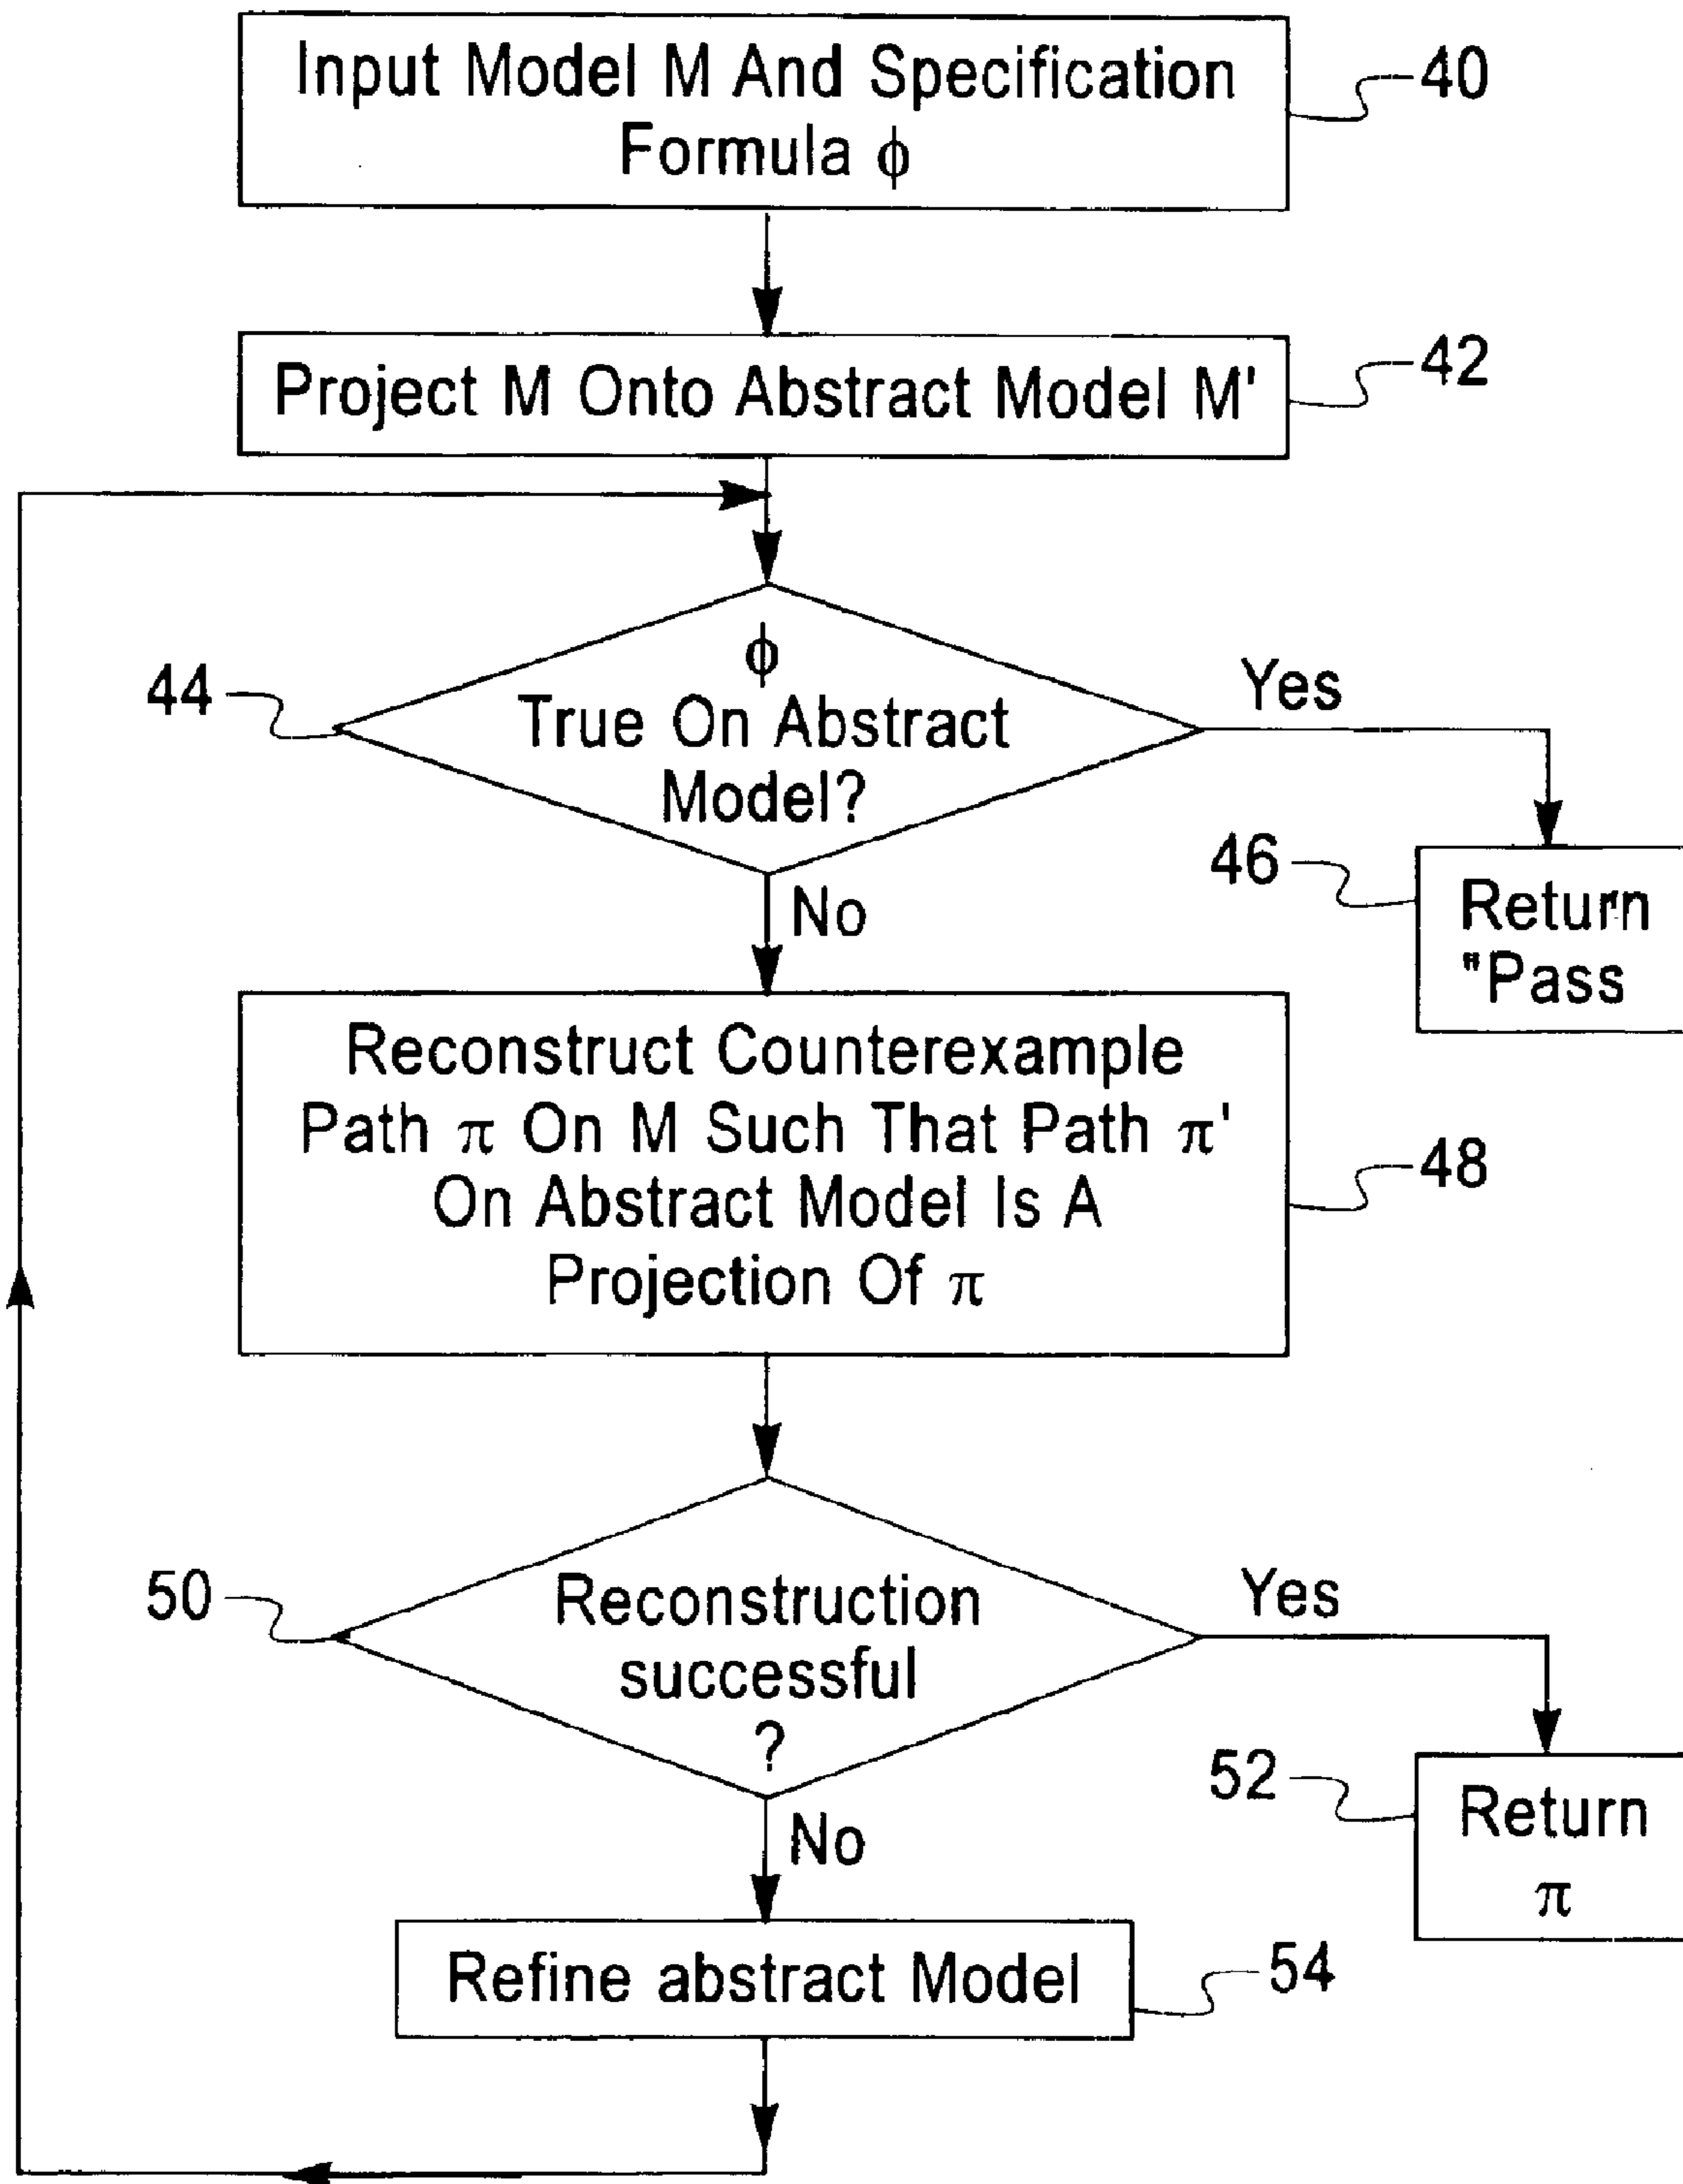 Input Model M And Specification
Formula ϕ
40
Project M Onto Abstract Model M'
42
ϕ
True On Abstract
Model?
44
Yes
46
Return
"Pass
No
Reconstruct Counterexample
Path π On M Such That Path π'
On Abstract Model Is A
Projection Of π
48
50
Reconstruction
successful
?
Yes
52
Return
π
No
Refine abstract Model
54